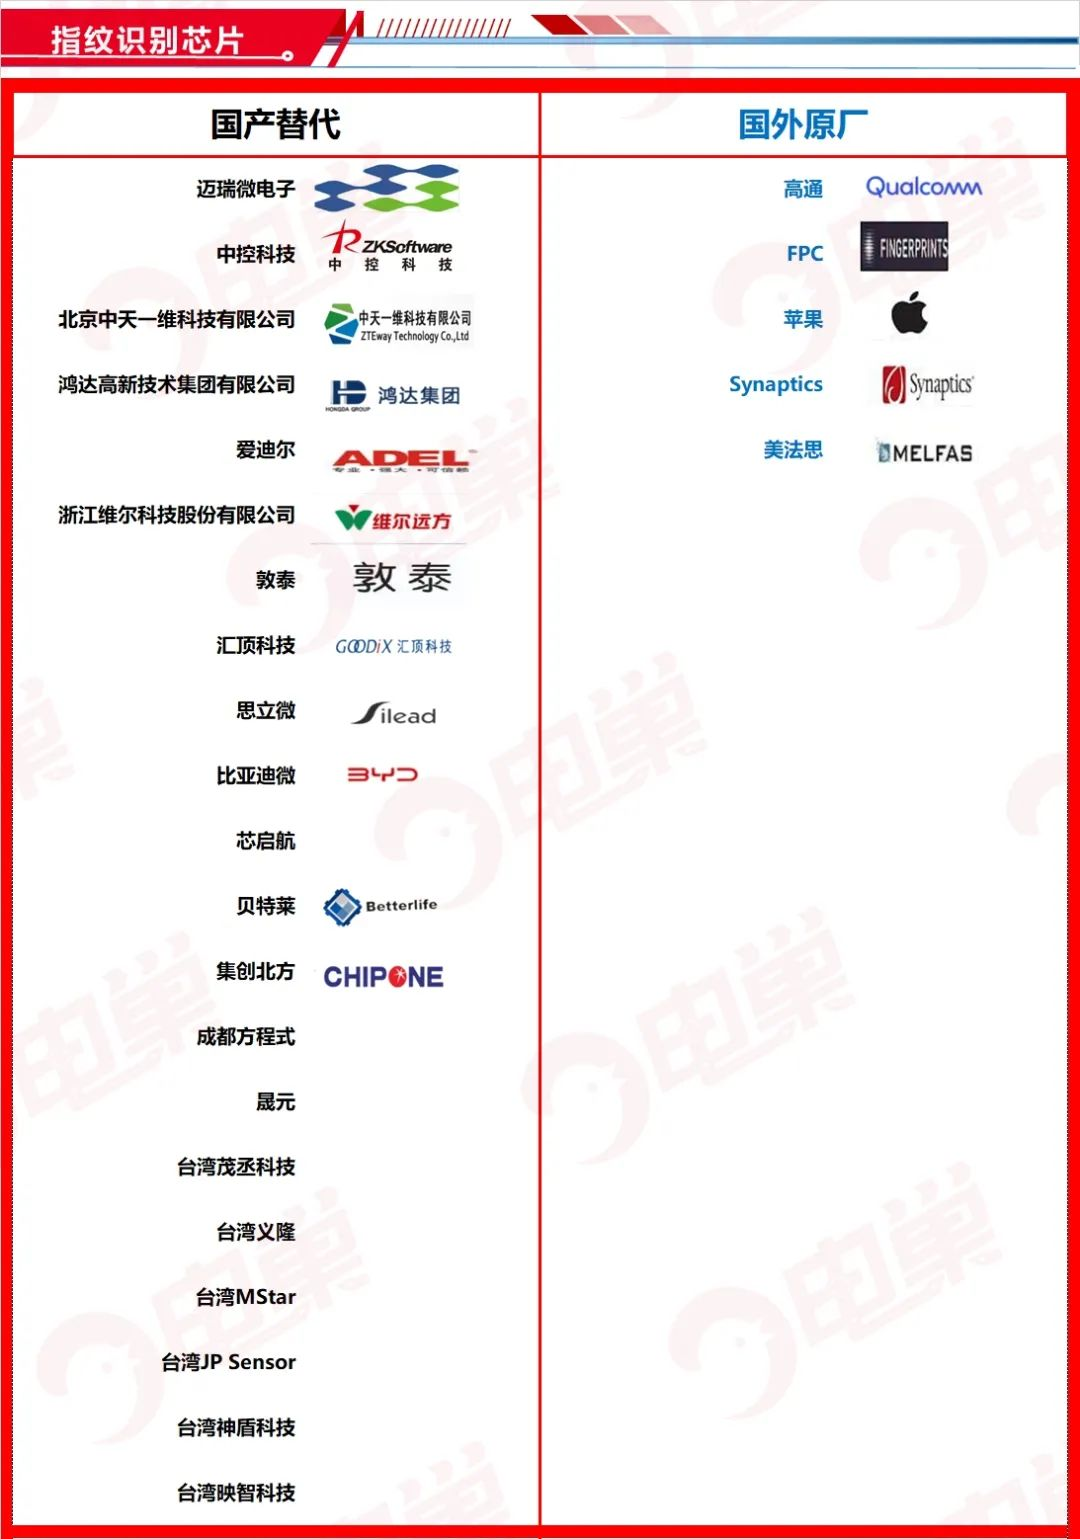 指纹识别芯片
国产替代
国外原厂
迈瑞微电子
高通 Qualcomm
中控科技 ZKSoftware
中控科技
FPC FINGERPRINTS
北京中天一维科技有限公司 中天一维科技有限公司
ZTEway Technology Co.,Ltd
苹果
鸿达高新技术集团有限公司 鸿达集团
HONGDA GROUP
Synaptics Synaptics
爱迪尔 ADEL
专业·强大·可信赖
美法思 MELFAS
浙江维尔科技股份有限公司 维尔远方
敦泰 敦泰
汇顶科技 GOODiX 汇顶科技
思立微 Silead
比亚迪微 BYD
芯启航
贝特莱 Betterlife
集创北方 CHIPONE
成都方程式
晟元
台湾茂丞科技
台湾义隆
台湾MStar
台湾JP Sensor
台湾神盾科技
台湾映智科技
电巢